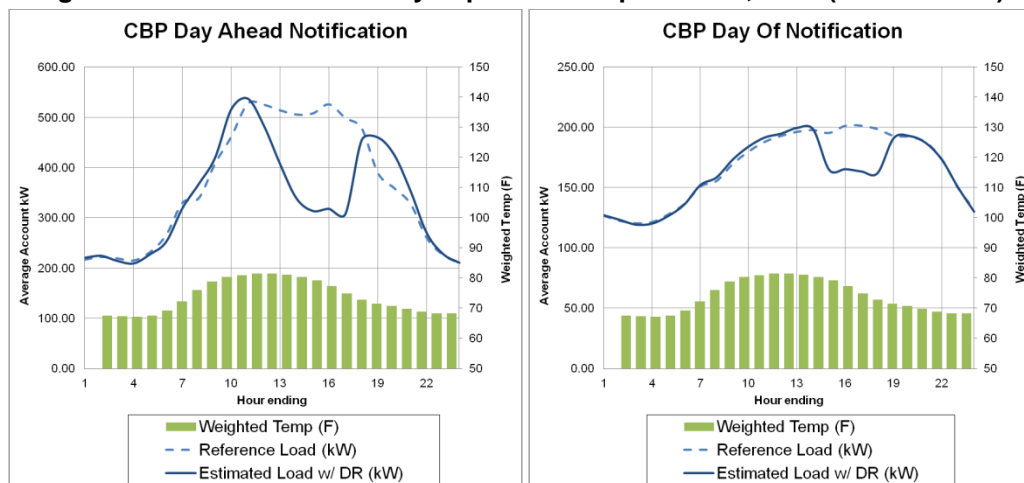 CBP Day Ahead Notification
600.00
500.00
400.00
300.00
200.00
100.00
0.00
Average Account kW
150
140
130
120
110
100
90
80
70
60
50
Weighted Temp (F)
1 4 7 10 13 16 19 22
Hour ending
Weighted Temp (F)
Reference Load (kW)
Estimated Load w/ DR (kW)
CBP Day Of Notification
250.00
200.00
150.00
100.00
50.00
0.00
Average Account kW
150
140
130
120
110
100
90
80
70
60
50
Weighted Temp (F)
1 4 7 10 13 16 19 22
Hour ending
Weighted Temp (F)
Reference Load (kW)
Estimated Load w/ DR (kW)